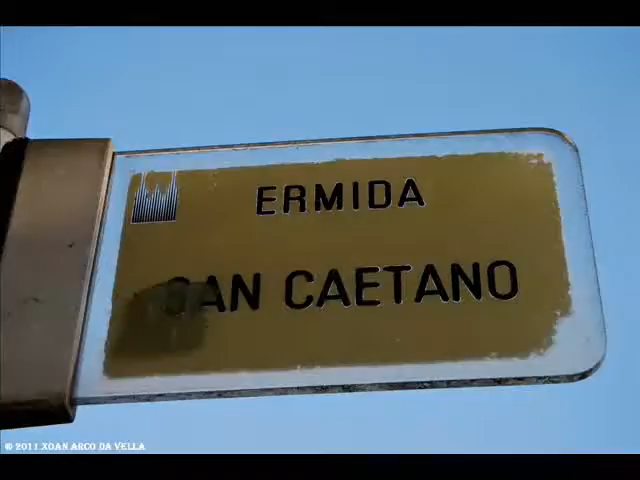 ERMIDA
SAN CAETANO
© 2011 XOAN ARCO DA VELLA